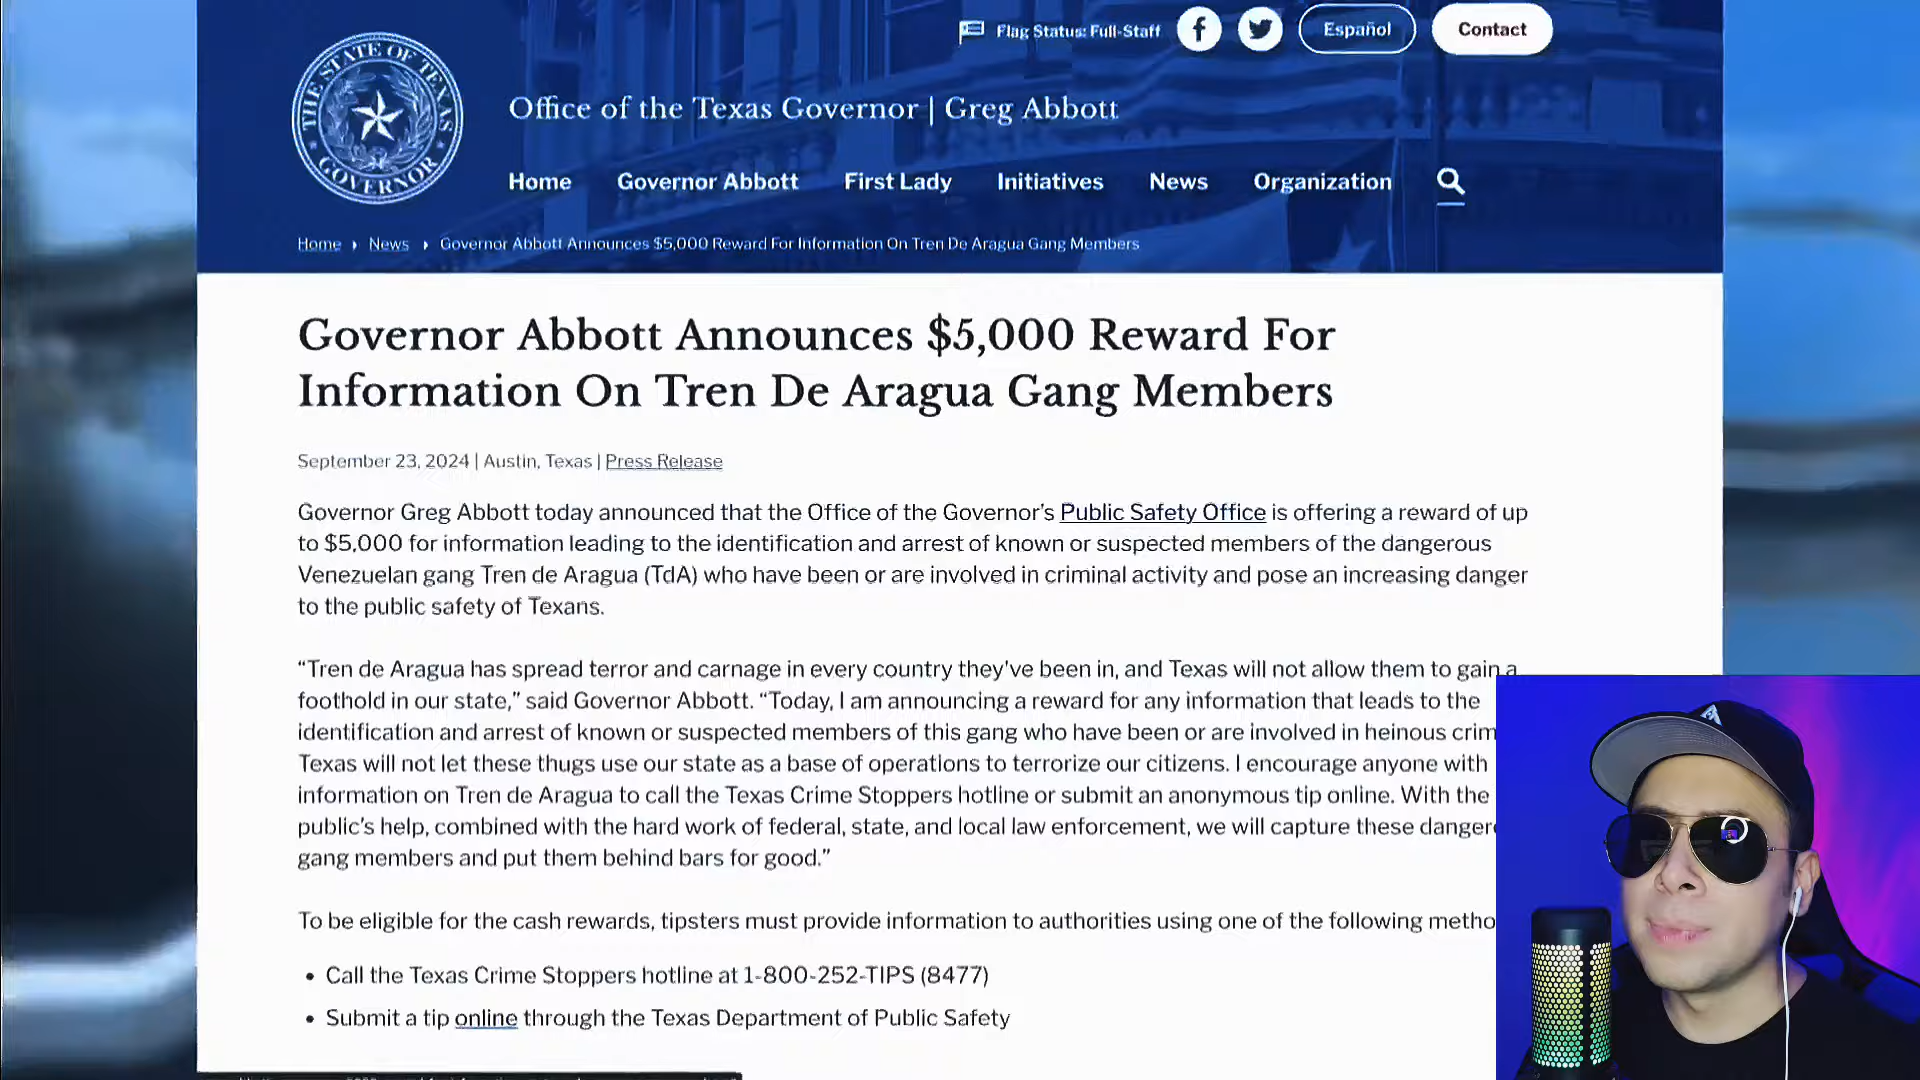 Flag Status: Full-Staff
Español
Contact
THE STATE OF TEXAS
GOVERNOR
Office of the Texas Governor | Greg Abbott
Home Governor Abbott First Lady Initiatives News Organization
Home › News › Governor Abbott Announces $5,000 Reward For Information On Tren De Aragua Gang Members
Governor Abbott Announces $5,000 Reward For
Information On Tren De Aragua Gang Members
September 23, 2024 | Austin, Texas | Press Release
Governor Greg Abbott today announced that the Office of the Governor’s Public Safety Office is offering a reward of up
to $5,000 for information leading to the identification and arrest of known or suspected members of the dangerous
Venezuelan gang Tren de Aragua (TdA) who have been or are involved in criminal activity and pose an increasing danger
to the public safety of Texans.
“Tren de Aragua has spread terror and carnage in every country they've been in, and Texas will not allow them to gain a
foothold in our state,” said Governor Abbott. “Today, I am announcing a reward for any information that leads to the
identification and arrest of known or suspected members of this gang who have been or are involved in heinous crim
Texas will not let these thugs use our state as a base of operations to terrorize our citizens. I encourage anyone with
information on Tren de Aragua to call the Texas Crime Stoppers hotline or submit an anonymous tip online. With the
public’s help, combined with the hard work of federal, state, and local law enforcement, we will capture these danger
gang members and put them behind bars for good.”
To be eligible for the cash rewards, tipsters must provide information to authorities using one of the following metho
• Call the Texas Crime Stoppers hotline at 1-800-252-TIPS (8477)
• Submit a tip online through the Texas Department of Public Safety